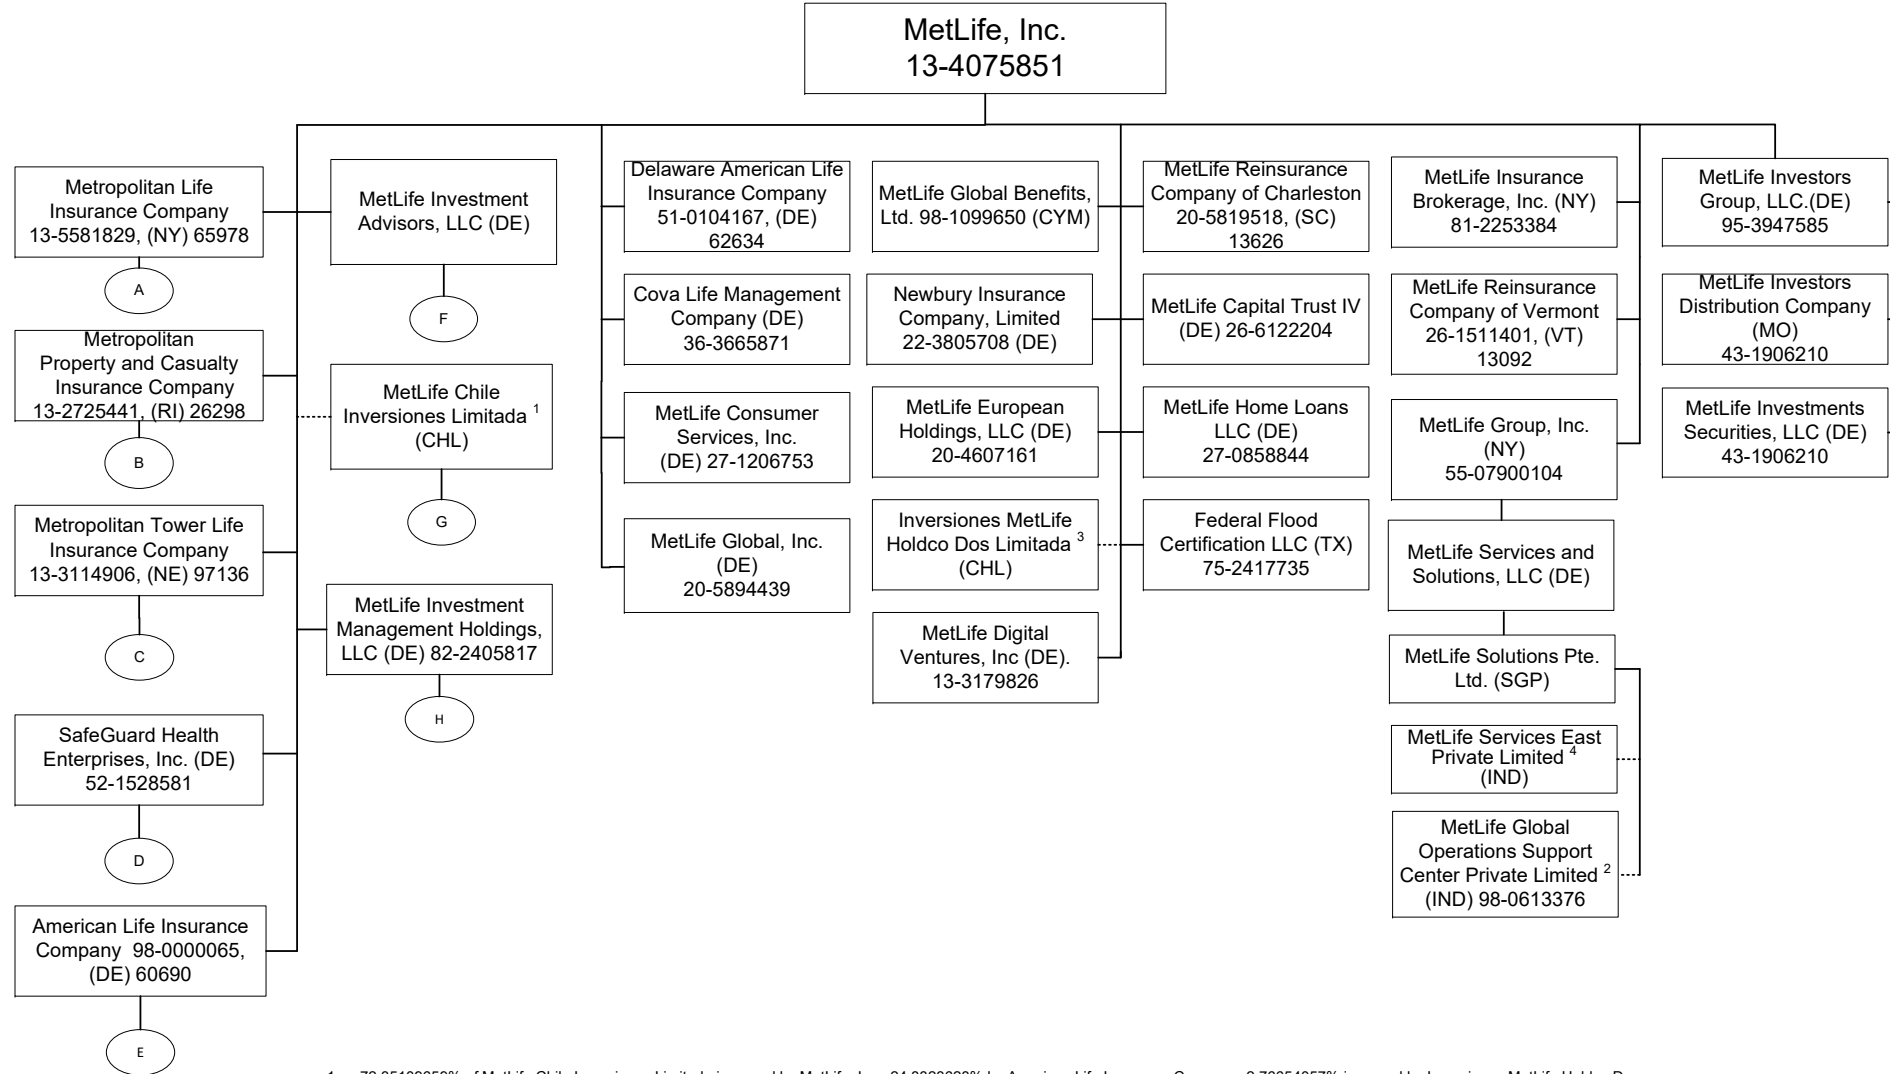 MetLife, Inc.
13-4075851
Metropolitan Life
Insurance Company
13-5581829, (NY) 65978
A
Metropolitan
Property and Casualty
Insurance Company
13-2725441, (RI) 26298
B
Metropolitan Tower Life
Insurance Company
13-3114906, (NE) 97136
C
SafeGuard Health
Enterprises, Inc. (DE)
52-1528581
D
American Life Insurance
Company 98-0000065,
(DE) 60690
E
MetLife Investment
Advisors, LLC (DE)
F
MetLife Chile
Inversiones Limitada 1
(CHL)
G
MetLife Investment
Management Holdings,
LLC (DE) 82-2405817
H
Delaware American Life
Insurance Company
51-0104167, (DE)
62634
Cova Life Management
Company (DE)
36-3665871
MetLife Consumer
Services, Inc.
(DE) 27-1206753
MetLife Global, Inc.
(DE)
20-5894439
MetLife Global Benefits,
Ltd. 98-1099650 (CYM)
Newbury Insurance
Company, Limited
22-3805708 (DE)
MetLife European
Holdings, LLC (DE)
20-4607161
Inversiones MetLife
Holdco Dos Limitada 3
(CHL)
MetLife Digital
Ventures, Inc (DE).
13-3179826
MetLife Reinsurance
Company of Charleston
20-5819518, (SC)
13626
MetLife Capital Trust IV
(DE) 26-6122204
MetLife Home Loans
LLC (DE)
27-0858844
Federal Flood
Certification LLC (TX)
75-2417735
MetLife Insurance
Brokerage, Inc. (NY)
81-2253384
MetLife Reinsurance
Company of Vermont
26-1511401, (VT)
13092
MetLife Group, Inc.
(NY)
55-07900104
MetLife Services and
Solutions, LLC (DE)
MetLife Solutions Pte.
Ltd. (SGP)
MetLife Services East
Private Limited 4
(IND)
MetLife Global
Operations Support
Center Private Limited 2
(IND) 98-0613376
MetLife Investors
Group, LLC.(DE)
95-3947585
MetLife Investors
Distribution Company
(MO)
43-1906210
MetLife Investments
Securities, LLC (DE)
43-1906210